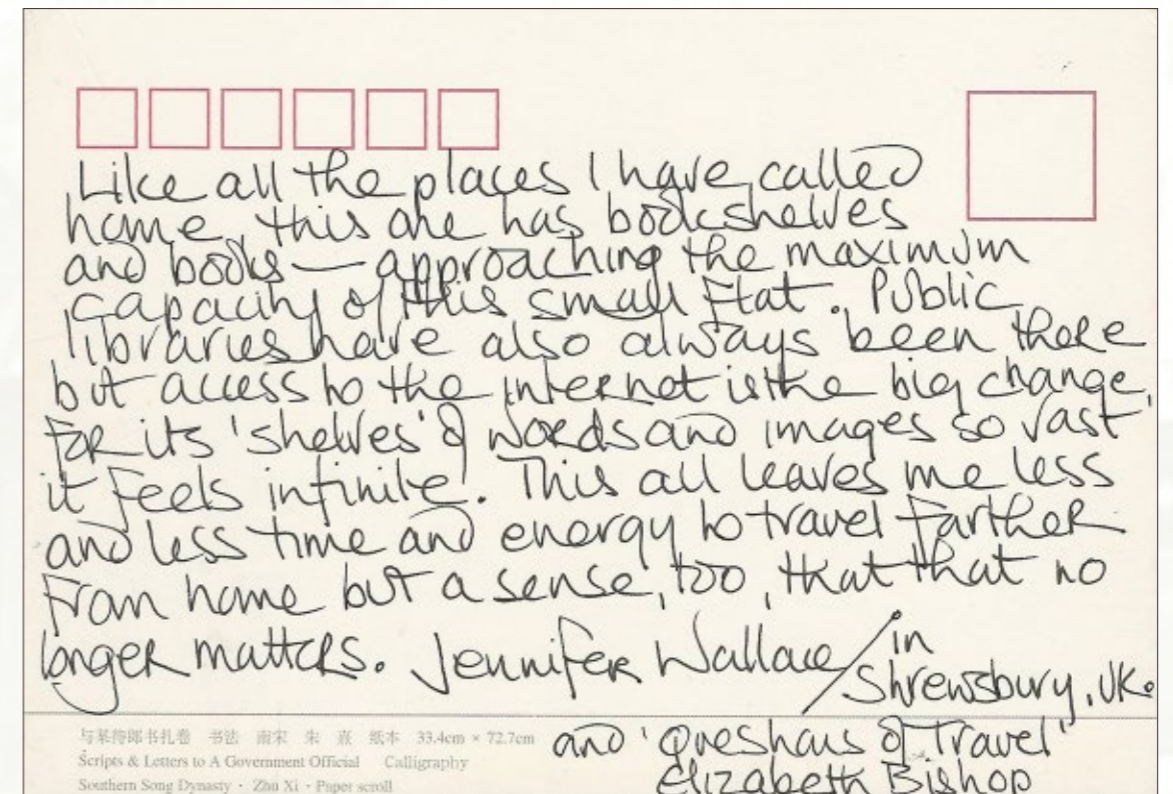 Like all the places I have called
home, this one has bookshelves
and books — approaching the maximum
capacity of this small flat. Public
libraries have also always been there
but access to the internet is the big change,
for its 'shelves' of words and images so vast
it feels infinite. This all leaves me less
and less time and energy to travel farther
from home but a sense, too, that that no
longer matters. Jennifer Wallace / in
Shrewsbury, UK.
and 'Questions of Travel'
Elizabeth Bishop
与某侍郎书扎卷 书法 南宋 朱 熹 纸本 33.4cm × 72.7cm
Scripts & Letters to A Government Official Calligraphy
Southern Song Dynasty · Zhu Xi · Paper scroll